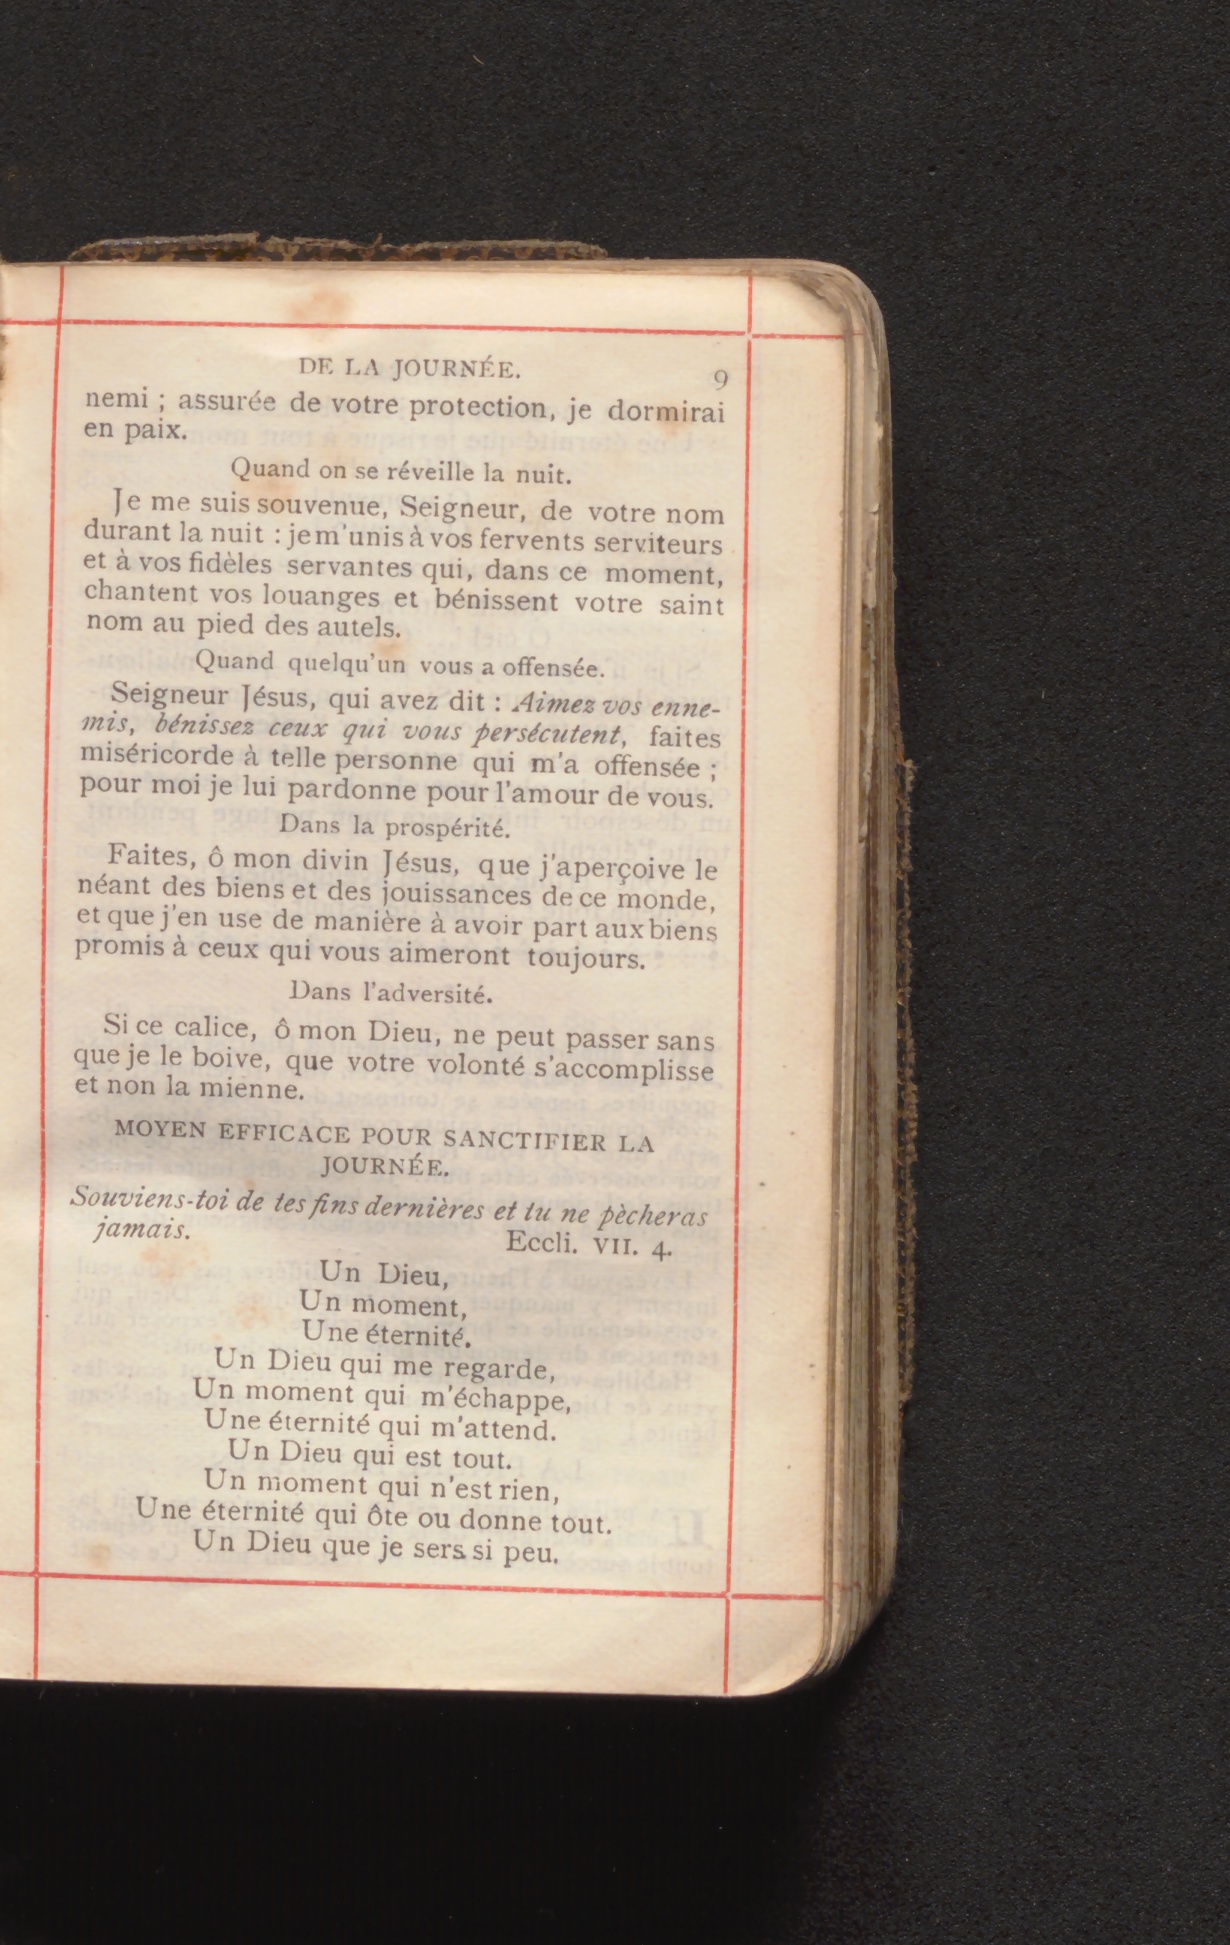 DE LA JOURNÉE.
9
nemi ; assurée de votre protection, je dormirai
en paix.
Quand on se réveille la nuit.
Je me suis souvenue, Seigneur, de votre nom
durant la nuit : je m'unis à vos fervents serviteurs
et à vos fidèles servantes qui, dans ce moment,
chantent vos louanges et bénissent votre saint
nom au pied des autels.
Quand quelqu'un vous a offensée.
Seigneur Jésus, qui avez dit : Aimez vos enne-
mis, bénissez ceux qui vous persécutent, faites
miséricorde à telle personne qui m'a offensée ;
pour moi je lui pardonne pour l'amour de vous.
Dans la prospérité.
Faites, ô mon divin Jésus, que j'aperçoive le
néant des biens et des jouissances de ce monde,
et que j'en use de manière à avoir part aux biens
promis à ceux qui vous aimeront toujours.
Dans l'adversité.
Si ce calice, ô mon Dieu, ne peut passer sans
que je le boive, que votre volonté s'accomplisse
et non la mienne.
MOYEN EFFICACE POUR SANCTIFIER LA
JOURNÉE.
Souviens-toi de tes fins dernières et tu ne pècheras
jamais. Eccli. VII. 4.
Un Dieu,
Un moment,
Une éternité.
Un Dieu qui me regarde,
Un moment qui m'échappe,
Une éternité qui m'attend.
Un Dieu qui est tout.
Un moment qui n'est rien,
Une éternité qui ôte ou donne tout.
Un Dieu que je sers si peu.